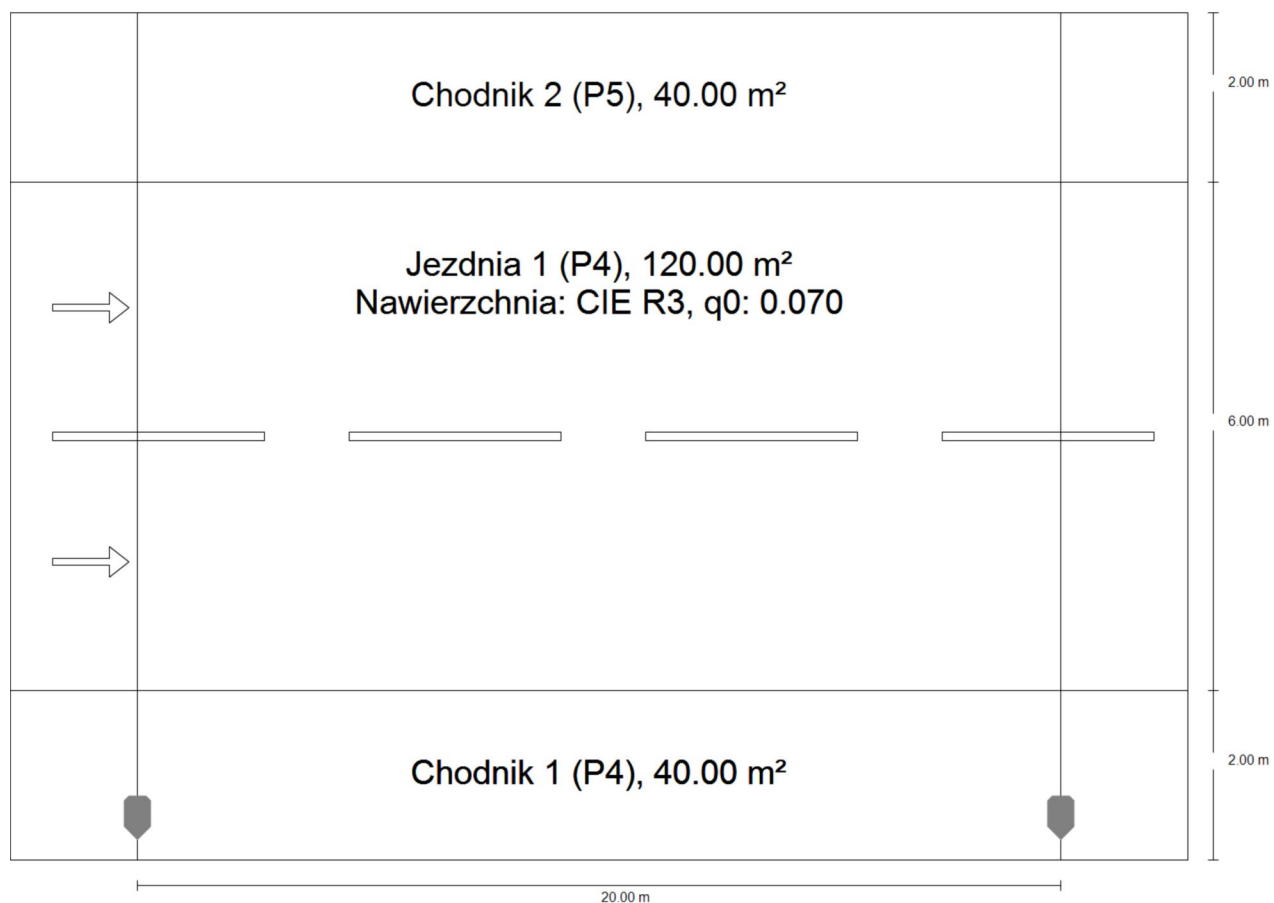 Chodnik 2 (P5), 40.00 m²
2.00 m
Jezdnia 1 (P4), 120.00 m²
Nawierzchnia: CIE R3, q0: 0.070
6.00 m
Chodnik 1 (P4), 40.00 m²
2.00 m
20.00 m